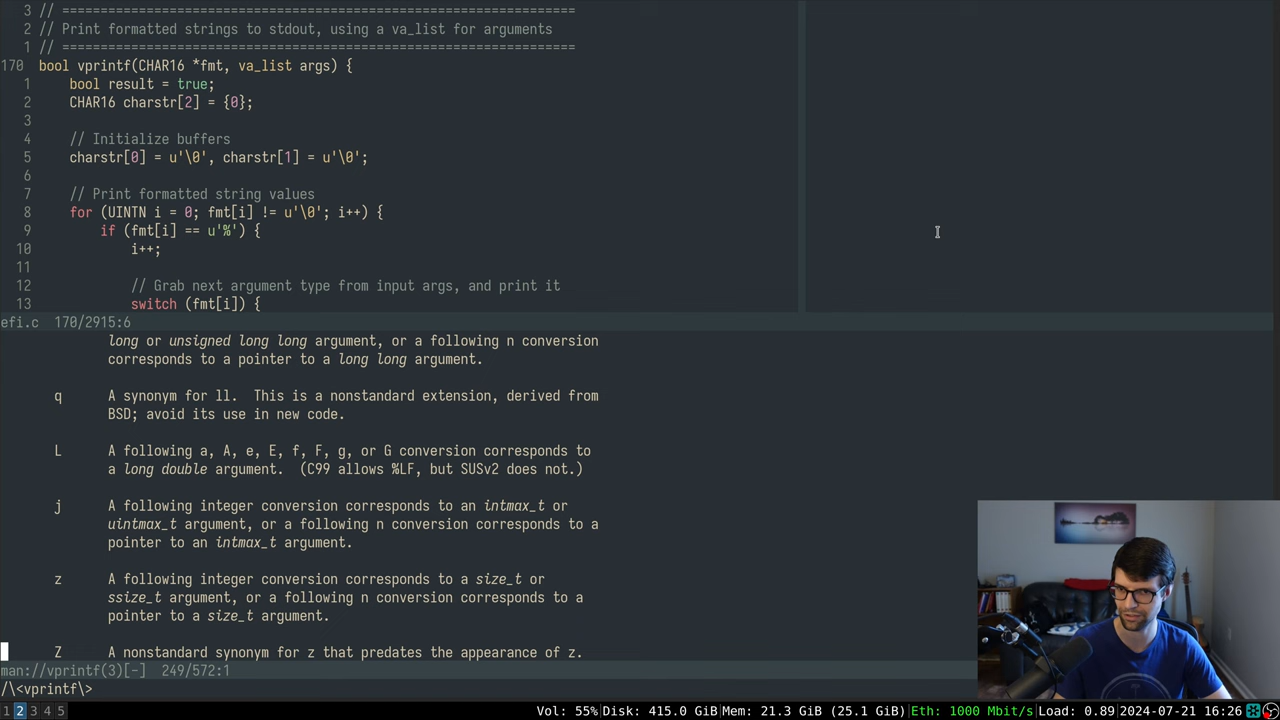 3 // ===================================================================
2 // Print formatted strings to stdout, using a va_list for arguments
1 // ===================================================================
170 bool vprintf(CHAR16 *fmt, va_list args) {
1     bool result = true;
2     CHAR16 charstr[2] = {0};
3
4     // Initialize buffers
5     charstr[0] = u'\0', charstr[1] = u'\0';
6
7     // Print formatted string values
8     for (UINTN i = 0; fmt[i] != u'\0'; i++) {
9         if (fmt[i] == u'%') {
10             i++;
11
12             // Grab next argument type from input args, and print it
13             switch (fmt[i]) {
efi.c  170/2915:6
long or unsigned long long argument, or a following n conversion
corresponds to a pointer to a long long argument.
q      A synonym for ll.  This is a nonstandard extension, derived from
BSD; avoid its use in new code.
L      A following a, A, e, E, f, F, g, or G conversion corresponds to
a long double argument.  (C99 allows %LF, but SUSv2 does not.)
j      A following integer conversion corresponds to an intmax_t or
uintmax_t argument, or a following n conversion corresponds to a
pointer to an intmax_t argument.
z      A following integer conversion corresponds to a size_t or
ssize_t argument, or a following n conversion corresponds to a
pointer to a size_t argument.
Z      A nonstandard synonym for z that predates the appearance of z.
man://vprintf(3)[-]  249/572:1
/\<vprintf\>
1 2 3 4 5 Vol: 55% Disk: 415.0 GiB Mem: 21.3 GiB (25.1 GiB) Eth: 1000 Mbit/s Load: 0.89 2024-07-21 16:26